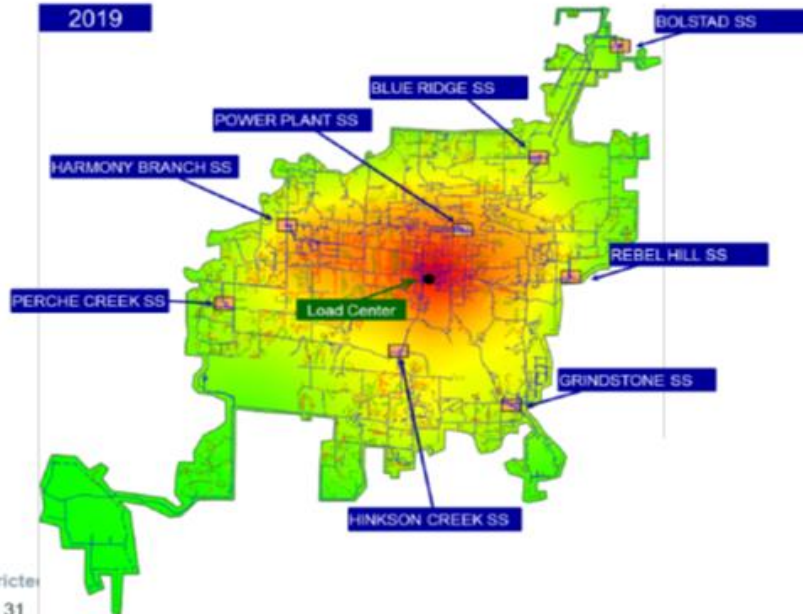 2019
BOLSTAD SS
BLUE RIDGE SS
POWER PLANT SS
HARMONY BRANCH SS
REBEL HILL SS
PERCHE CREEK SS
Load Center
GRINDSTONE SS
HINKSON CREEK SS
31